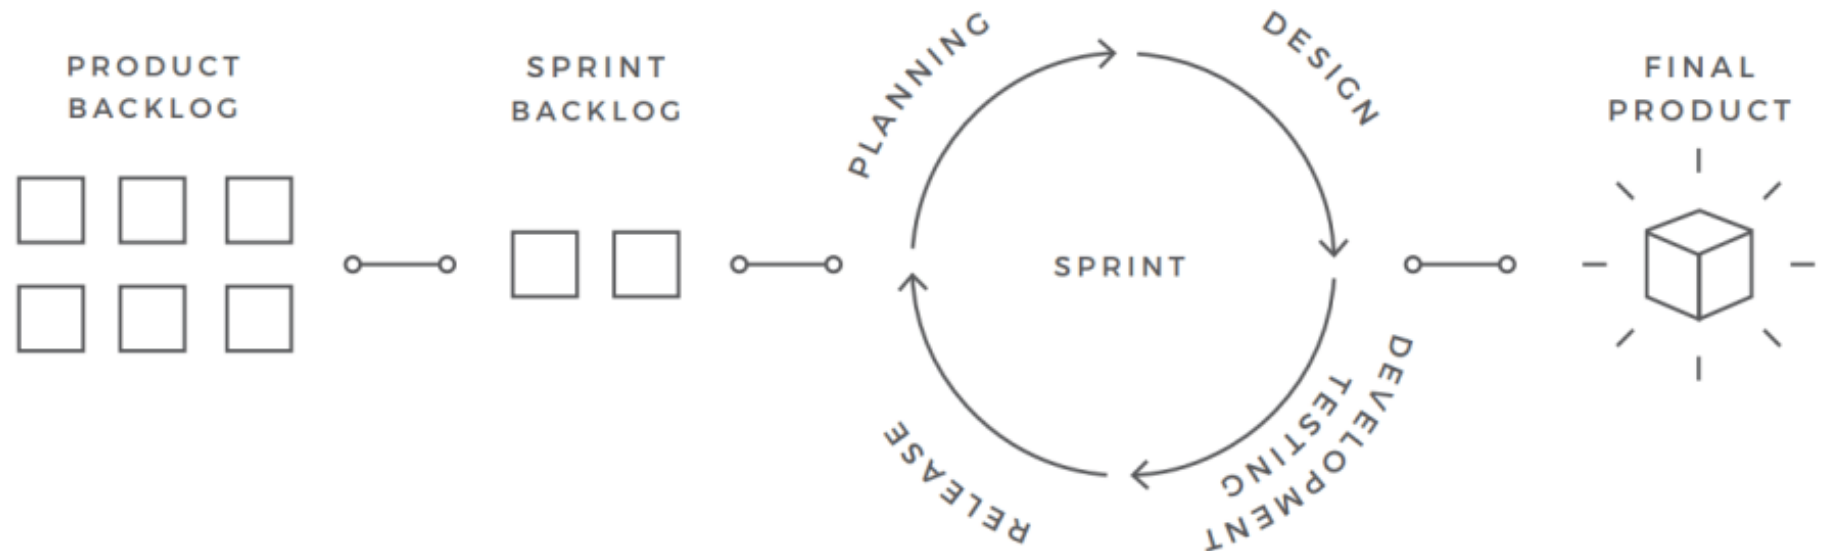 PRODUCT
BACKLOG
SPRINT
BACKLOG
PLANNING
DESIGN
SPRINT
DEVELOPMENT
TESTING
RELEASE
FINAL
PRODUCT